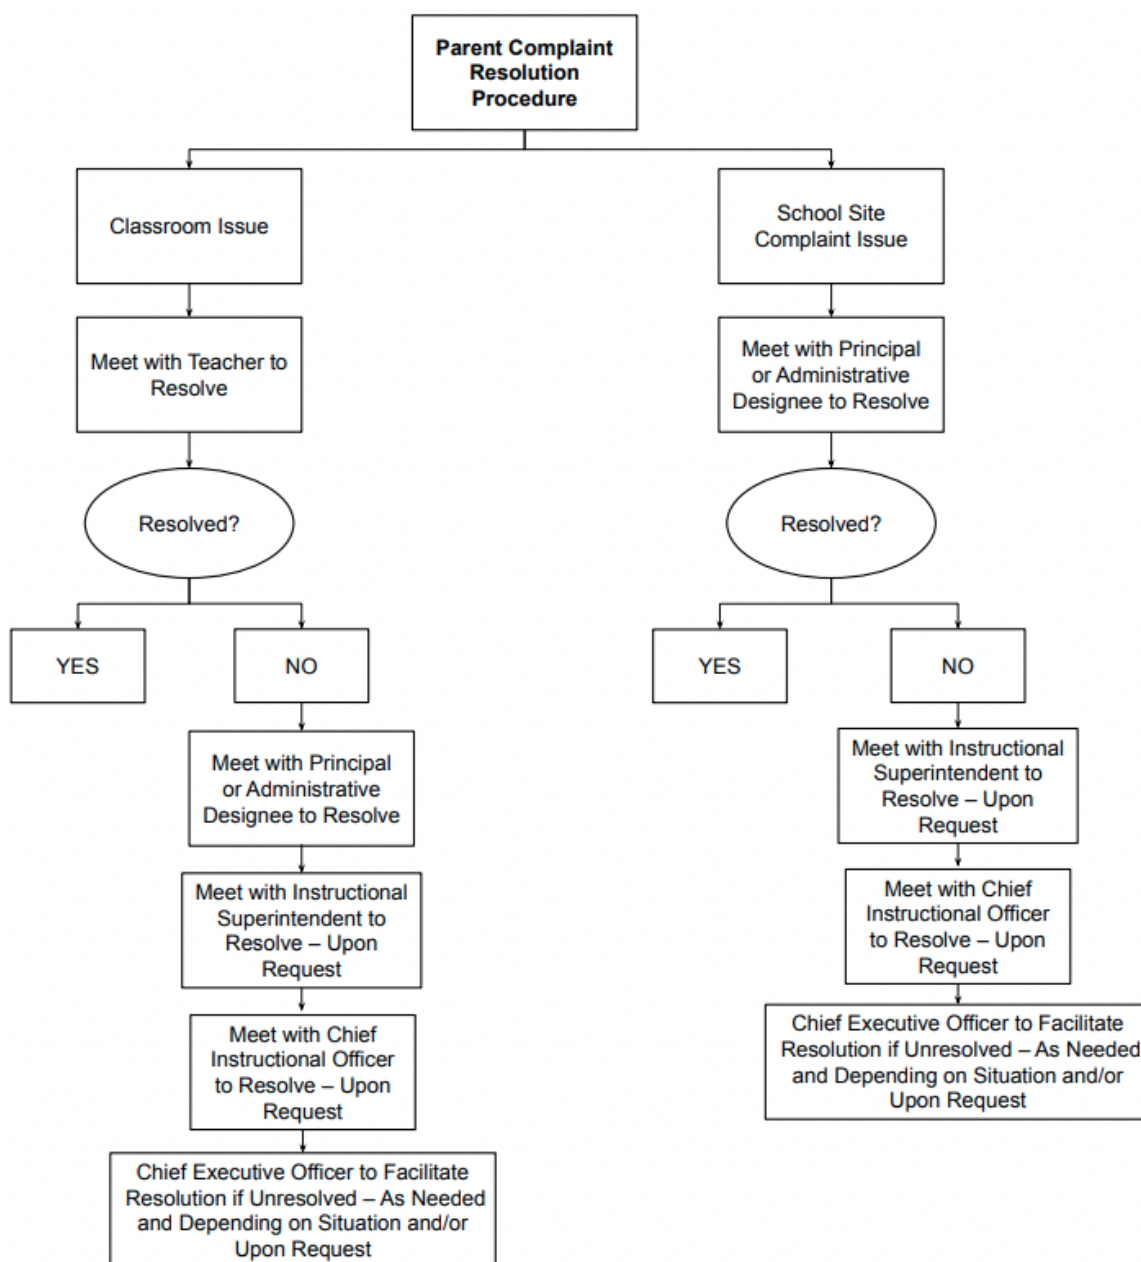 Parent Complaint
Resolution
Procedure
Classroom Issue
School Site
Complaint Issue
Meet with Teacher to
Resolve
Meet with Principal
or Administrative
Designee to Resolve
Resolved?
Resolved?
YES
NO
YES
NO
Meet with Principal
or Administrative
Designee to Resolve
Meet with Instructional
Superintendent to
Resolve – Upon
Request
Meet with Instructional
Superintendent to
Resolve – Upon
Request
Meet with Chief
Instructional Officer
to Resolve – Upon
Request
Meet with Chief
Instructional Officer
to Resolve – Upon
Request
Chief Executive Officer to Facilitate
Resolution if Unresolved – As Needed
and Depending on Situation and/or
Upon Request
Chief Executive Officer to Facilitate
Resolution if Unresolved – As Needed
and Depending on Situation and/or
Upon Request